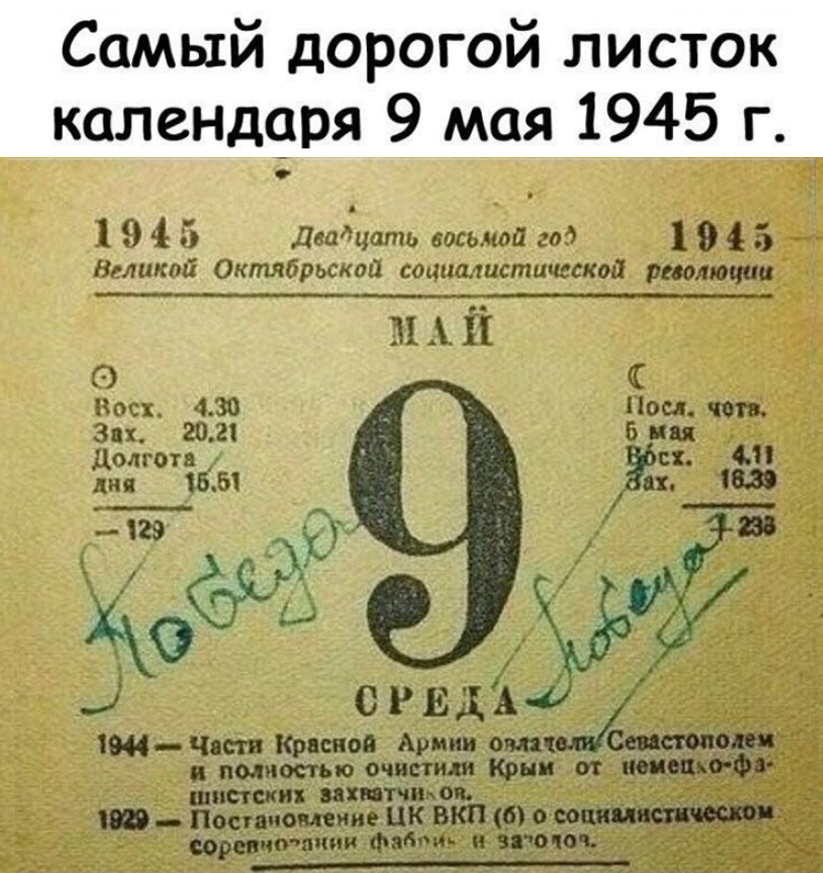 Самый дорогой листок
календаря 9 мая 1945 г.
1945 Двадцать восьмой год 1945
Великой Октябрьской социалистической революции
МАЙ
Восх. 4.30
Зах. 20.21
Долгота
дня 15.51
— 129
9
Посл. четв.
5 мая
Восх. 4.11
Зах. 16.39
+ 236
Победа
Победа
СРЕДА
1944 — Части Красной Армии овладели Севастополем
и полностью очистили Крым от немецко-фа-
шистских захватчиков.
1929 — Постановление ЦК ВКП (б) о социалистическом
соревновании фабрик и заводов.